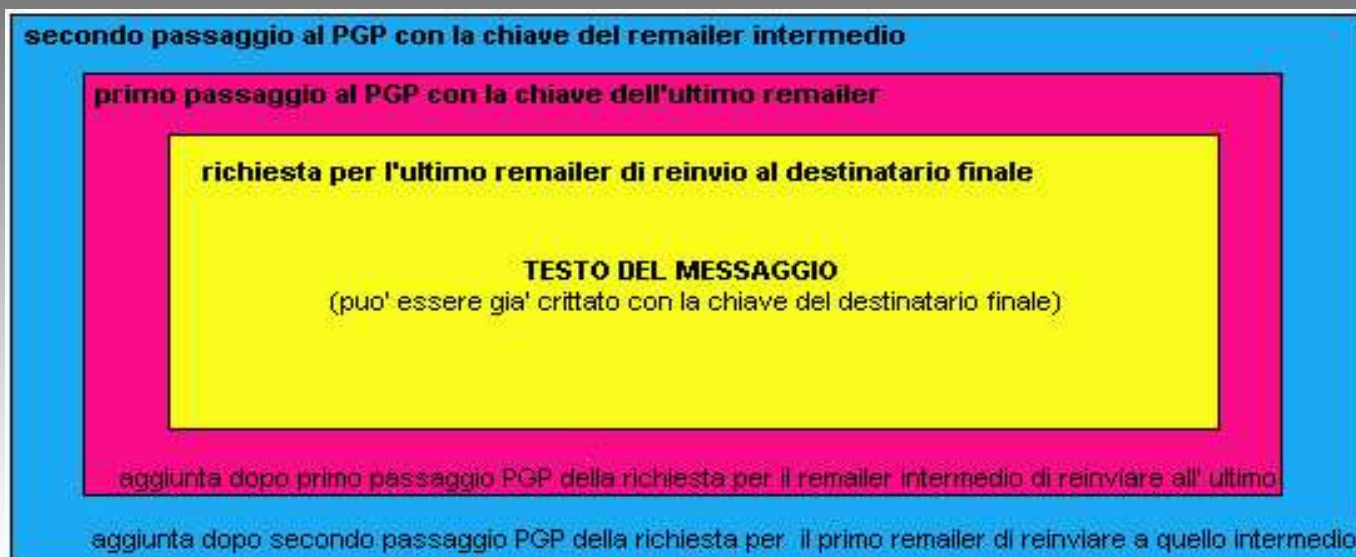 secondo passaggio al PGP con la chiave del remailer intermedio
primo passaggio al PGP con la chiave dell'ultimo remailer
richiesta per l'ultimo remailer di reinvio al destinatario finale
TESTO DEL MESSAGGIO
(puo' essere gia' crittato con la chiave del destinatario finale)
aggiunta dopo primo passaggio PGP della richiesta per il remailer intermedio di reinviare all' ultimo
aggiunta dopo secondo passaggio PGP della richiesta per il primo remailer di reinviare a quello intermedio